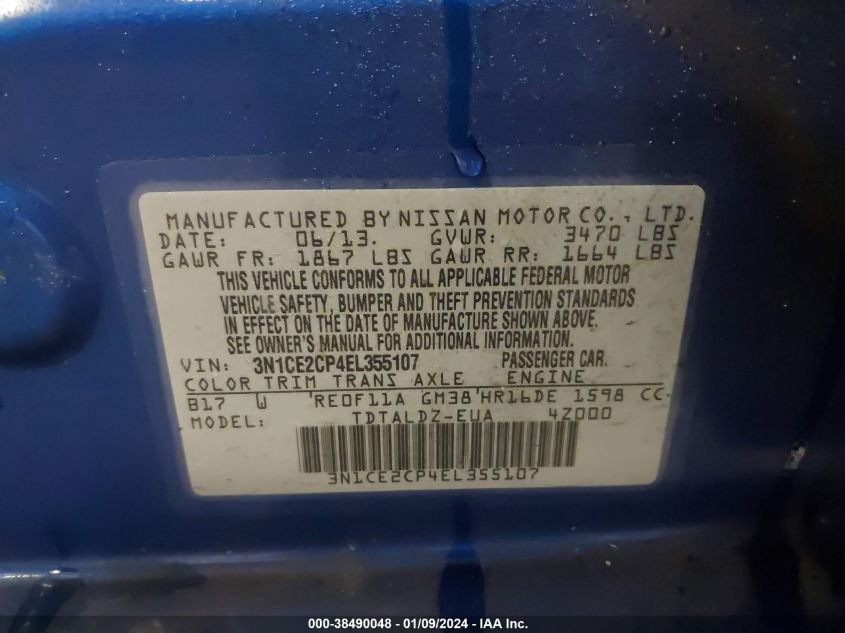 MANUFACTURED BY NISSAN MOTOR CO., LTD.
DATE: 06/13. GVWR: 3470 LBS
GAWR FR: 1867 LBS GAWR RR: 1664 LBS
THIS VEHICLE CONFORMS TO ALL APPLICABLE FEDERAL MOTOR
VEHICLE SAFETY, BUMPER AND THEFT PREVENTION STANDARDS
IN EFFECT ON THE DATE OF MANUFACTURE SHOWN ABOVE.
SEE OWNER'S MANUAL FOR ADDITIONAL INFORMATION.
VIN: 3N1CE2CP4EL355107 PASSENGER CAR.
COLOR TRIM TRANS AXLE ENGINE
B17 W RE0F11A GM38 HR16DE 1598 CC
MODEL: TDTALDZ-EUA 4Z000
3N1CE2CP4EL355107
000-38490048 - 01/09/2024 - IAA Inc.